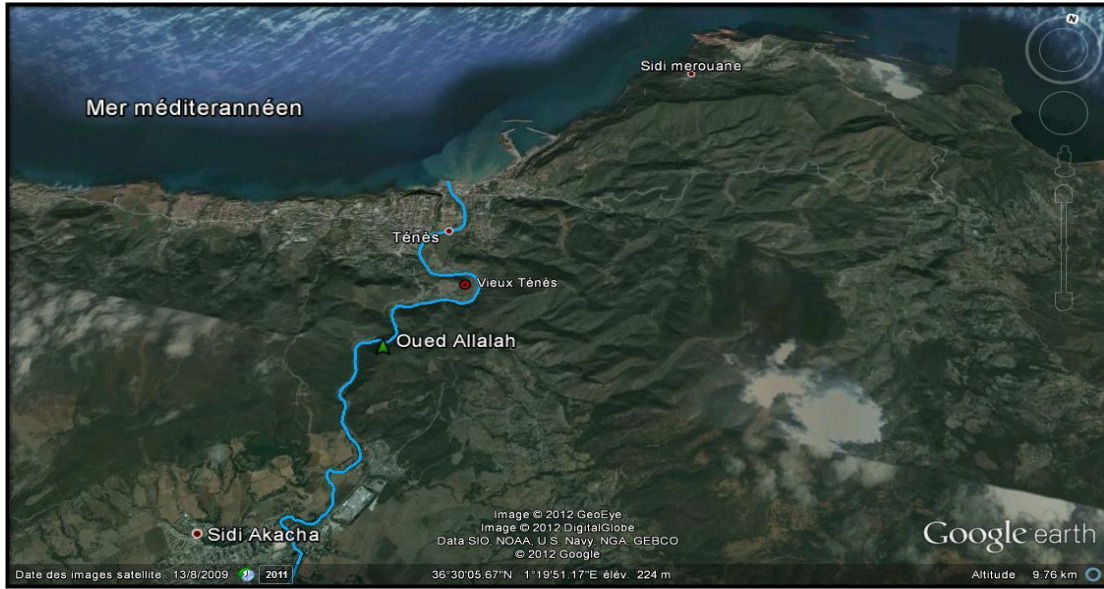 N
Sidi merouane
Mer méditerannéen
Ténès
Vieux Ténès
Oued Allalah
Sidi Akacha
Image © 2012 GeoEye
Image © 2012 DigitalGlobe
Data SIO, NOAA, U.S. Navy, NGA, GEBCO
© 2012 Google
Google earth
Date des images satellite : 13/8/2009 2011 36°30'05.67"N 1°19'51.17"E élév. 224 m Altitude 9.76 km